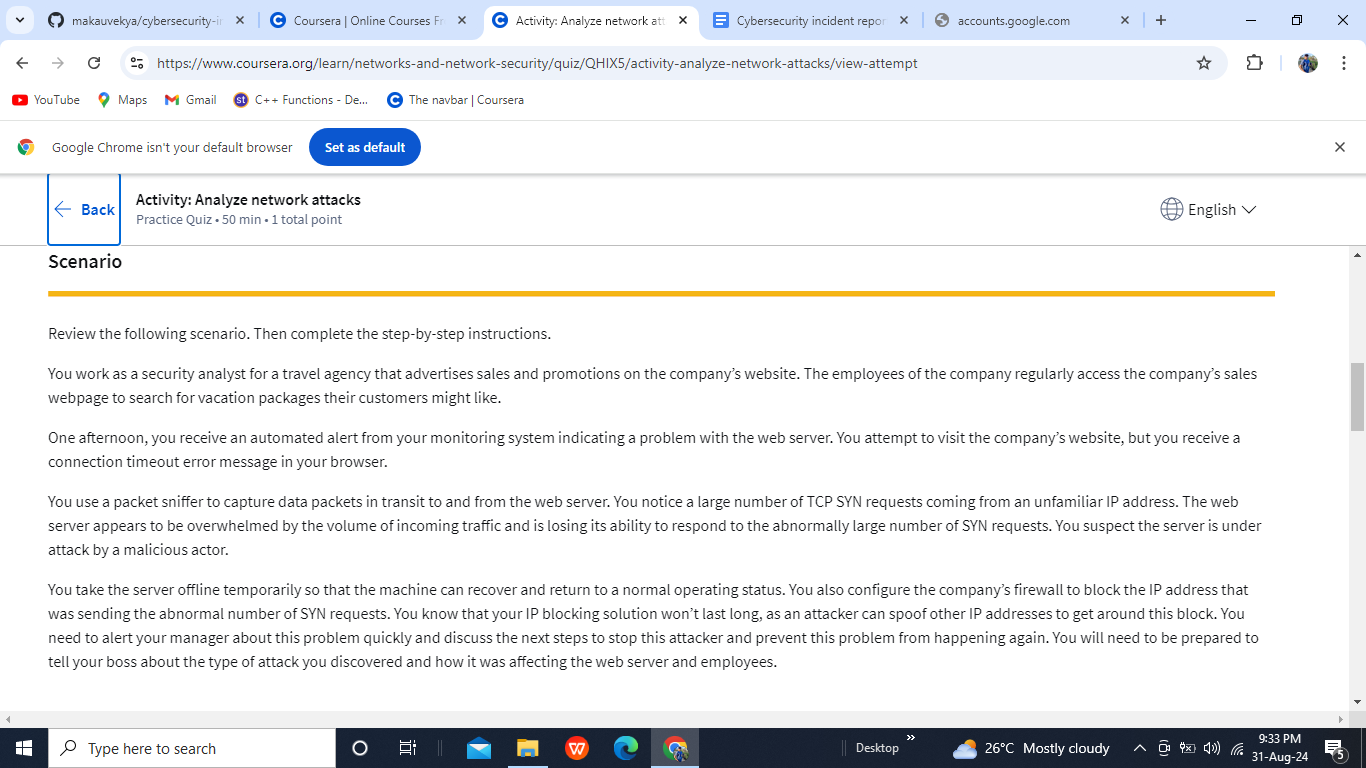 makauvekya/cybersecurity-i
Coursera | Online Courses Fr
Activity: Analyze network att
Cybersecurity incident repor
accounts.google.com
https://www.coursera.org/learn/networks-and-network-security/quiz/QHIX5/activity-analyze-network-attacks/view-attempt
YouTube Maps Gmail C++ Functions - De... The navbar | Coursera
Google Chrome isn't your default browser Set as default
Back
Activity: Analyze network attacks
Practice Quiz • 50 min • 1 total point
English
Scenario
Review the following scenario. Then complete the step-by-step instructions.
You work as a security analyst for a travel agency that advertises sales and promotions on the company’s website. The employees of the company regularly access the company’s sales
webpage to search for vacation packages their customers might like.
One afternoon, you receive an automated alert from your monitoring system indicating a problem with the web server. You attempt to visit the company’s website, but you receive a
connection timeout error message in your browser.
You use a packet sniffer to capture data packets in transit to and from the web server. You notice a large number of TCP SYN requests coming from an unfamiliar IP address. The web
server appears to be overwhelmed by the volume of incoming traffic and is losing its ability to respond to the abnormally large number of SYN requests. You suspect the server is under
attack by a malicious actor.
You take the server offline temporarily so that the machine can recover and return to a normal operating status. You also configure the company’s firewall to block the IP address that
was sending the abnormal number of SYN requests. You know that your IP blocking solution won’t last long, as an attacker can spoof other IP addresses to get around this block. You
need to alert your manager about this problem quickly and discuss the next steps to stop this attacker and prevent this problem from happening again. You will need to be prepared to
tell your boss about the type of attack you discovered and how it was affecting the web server and employees.
Type here to search
Desktop
26°C Mostly cloudy
9:33 PM
31-Aug-24
5